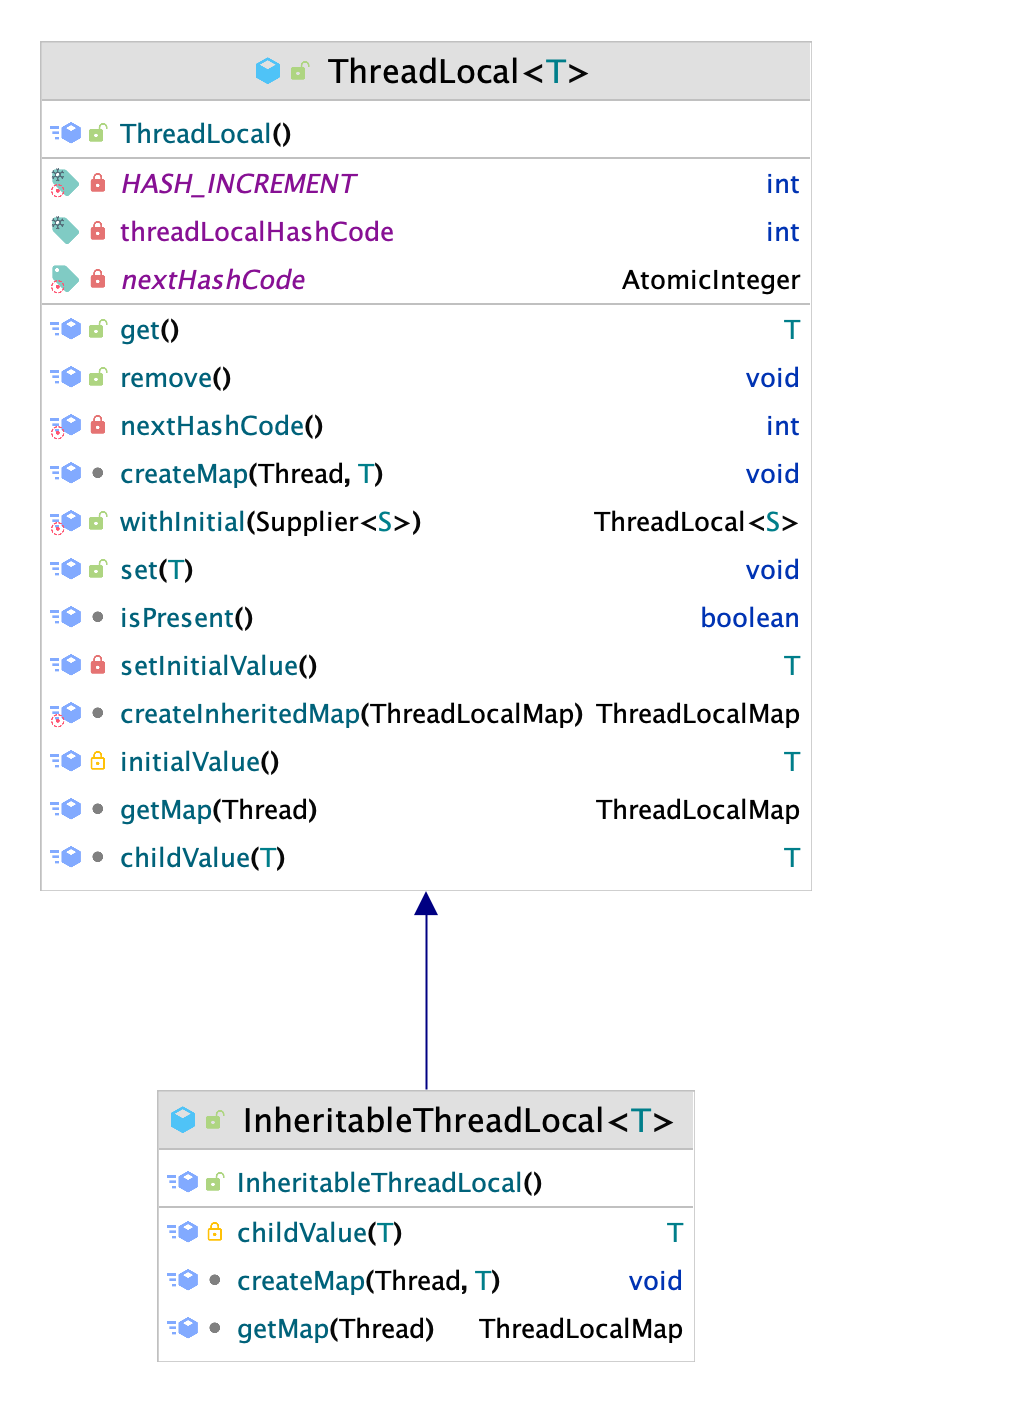 ThreadLocal<T>
ThreadLocal()
HASH_INCREMENT int
threadLocalHashCode int
nextHashCode AtomicInteger
get() T
remove() void
nextHashCode() int
createMap(Thread, T) void
withInitial(Supplier<S>) ThreadLocal<S>
set(T) void
isPresent() boolean
setInitialValue() T
createInheritedMap(ThreadLocalMap) ThreadLocalMap
initialValue() T
getMap(Thread) ThreadLocalMap
childValue(T) T
InheritableThreadLocal<T>
InheritableThreadLocal()
childValue(T) T
createMap(Thread, T) void
getMap(Thread) ThreadLocalMap